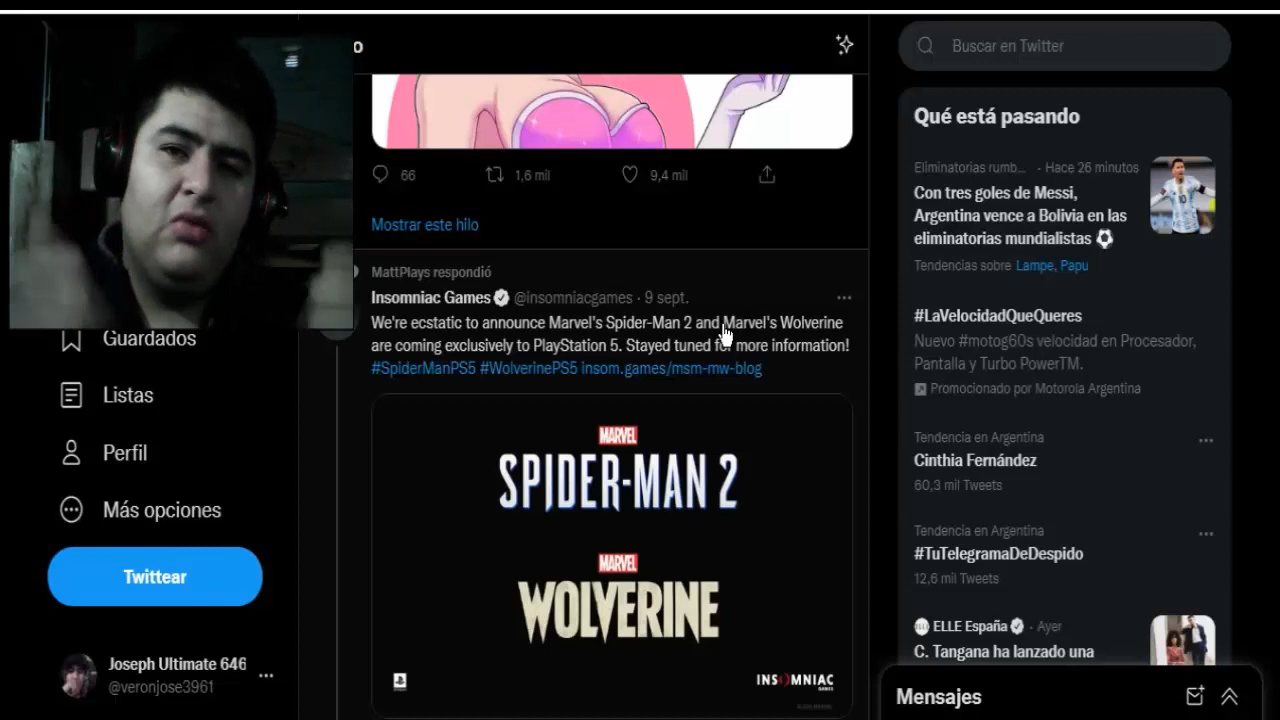 o
66
1,6 mil
9,4 mil
Mostrar este hilo
MattPlays respondió
Insomniac Games @insomniacgames · 9 sept.
We're ecstatic to announce Marvel's Spider-Man 2 and Marvel's Wolverine
are coming exclusively to PlayStation 5. Stayed tuned for more information!
#SpiderManPS5 #WolverinePS5 insom.games/msm-mw-blog
MARVEL
SPIDER-MAN 2
MARVEL
WOLVERINE
INSOMNIAC
GAMES
Guardados
Listas
Perfil
Más opciones
Twittear
Joseph Ultimate 646
@veronjose3961
Buscar en Twitter
Qué está pasando
Eliminatorias rumb... · Hace 26 minutos
Con tres goles de Messi,
Argentina vence a Bolivia en las
eliminatorias mundialistas
10
Tendencias sobre Lampe, Papu
#LaVelocidadQueQueres
Nuevo #motog60s velocidad en Procesador,
Pantalla y Turbo PowerTM.
Promocionado por Motorola Argentina
Tendencia en Argentina
Cinthia Fernández
60,3 mil Tweets
Tendencia en Argentina
#TuTelegramaDeDespido
12,6 mil Tweets
ELLE España · Ayer
C. Tangana ha lanzado una
Mensajes